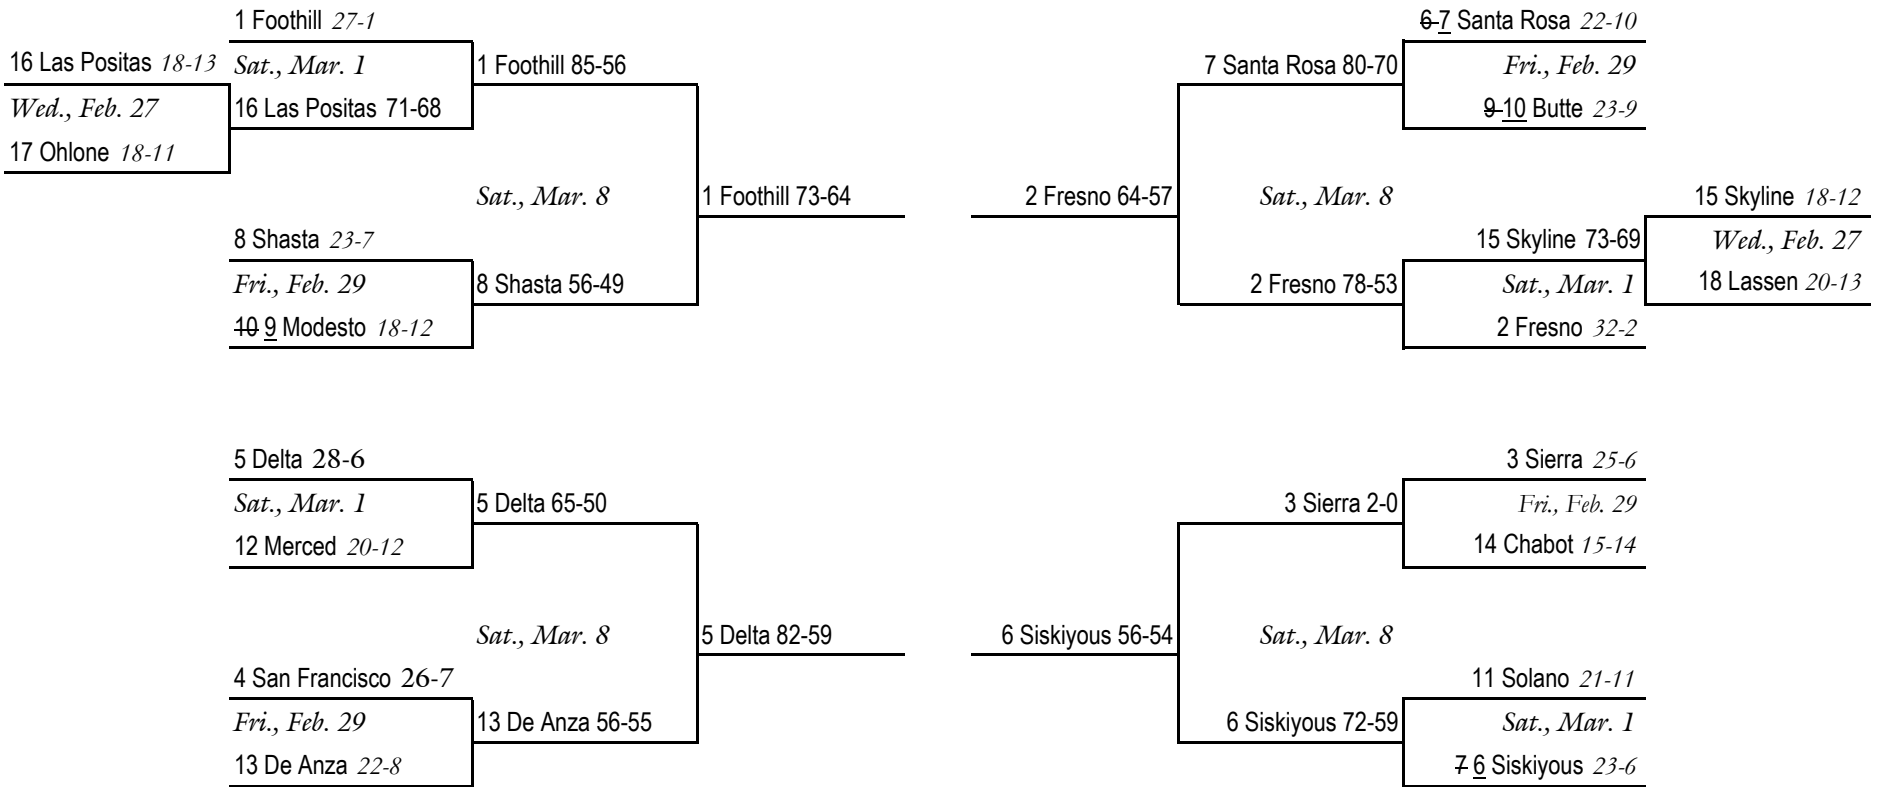 1 Foothill 27-1
16 Las Positas 18-13
Sat., Mar. 1
1 Foothill 85-56
Wed., Feb. 27
16 Las Positas 71-68
17 Ohlone 18-11
Sat., Mar. 8
1 Foothill 73-64
8 Shasta 23-7
Fri., Feb. 29
8 Shasta 56-49
10 9 Modesto 18-12
5 Delta 28-6
Sat., Mar. 1
5 Delta 65-50
12 Merced 20-12
Sat., Mar. 8
5 Delta 82-59
4 San Francisco 26-7
Fri., Feb. 29
13 De Anza 56-55
13 De Anza 22-8
6 7 Santa Rosa 22-10
7 Santa Rosa 80-70
Fri., Feb. 29
9 10 Butte 23-9
2 Fresno 64-57
Sat., Mar. 8
15 Skyline 18-12
15 Skyline 73-69
Wed., Feb. 27
2 Fresno 78-53
Sat., Mar. 1
18 Lassen 20-13
2 Fresno 32-2
3 Sierra 25-6
3 Sierra 2-0
Fri., Feb. 29
14 Chabot 15-14
6 Siskiyous 56-54
Sat., Mar. 8
11 Solano 21-11
6 Siskiyous 72-59
Sat., Mar. 1
7 6 Siskiyous 23-6